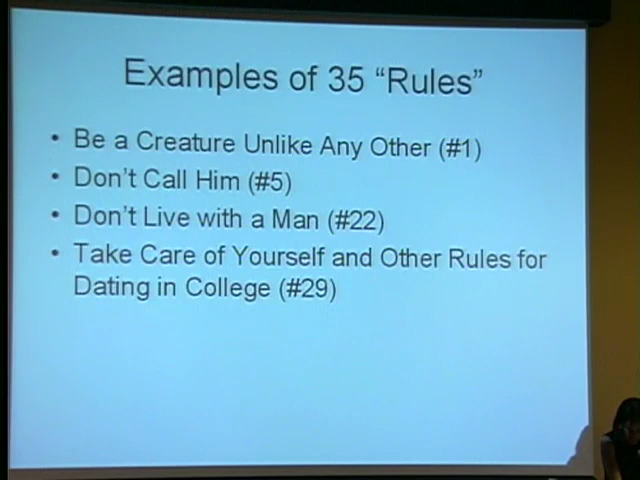 Examples of 35 “Rules”
• Be a Creature Unlike Any Other (#1)
• Don’t Call Him (#5)
• Don’t Live with a Man (#22)
• Take Care of Yourself and Other Rules for
Dating in College (#29)